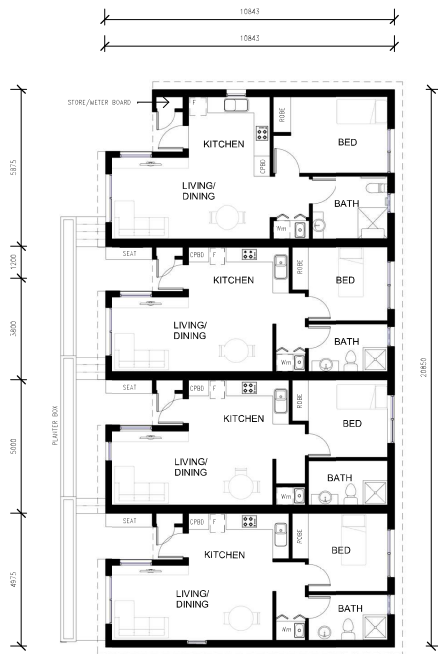 10843
10843
STORE/METER BOARD
F
ROBE
KITCHEN
BED
CPBD
5875
LIVING/
DINING
BATH
Wm
SEAT
CPBD
F
KITCHEN
ROBE
BED
1200
3800
LIVING/
DINING
BATH
Wm
20850
SEAT
CPBD
F
KITCHEN
ROBE
BED
PLANTER BOX
5000
LIVING/
DINING
BATH
Wm
SEAT
CPBD
F
KITCHEN
ROBE
BED
4975
LIVING/
DINING
BATH
Wm